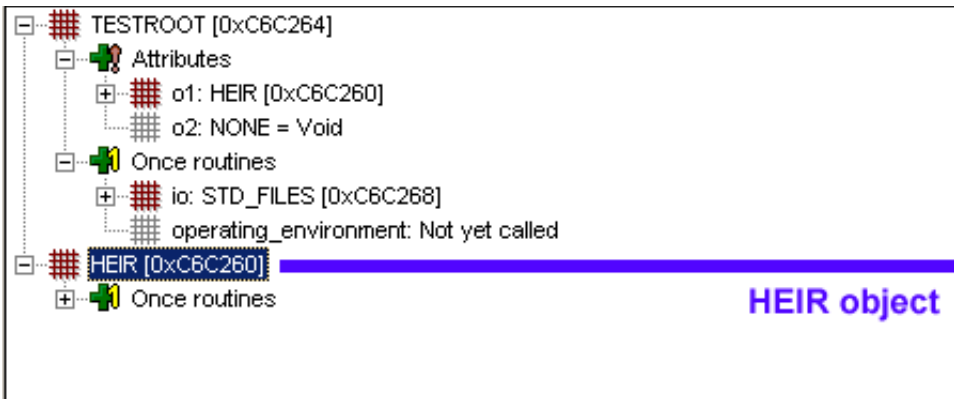 TESTROOT [0xC6C264]
Attributes
o1: HEIR [0xC6C260]
o2: NONE = Void
Once routines
io: STD_FILES [0xC6C268]
operating_environment: Not yet called
HEIR [0xC6C260]
Once routines
HEIR object